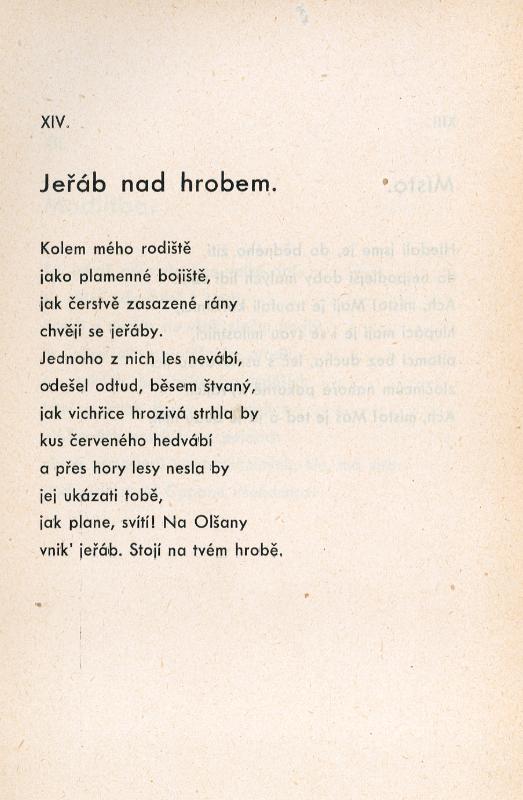 XIV.
Jeřáb nad hrobem.
Kolem mého rodiště
jako plamenné bojiště,
jak čerstvě zasazené rány
chvějí se jeřáby.
Jednoho z nich les nevábí,
odešel odtud, běsem štvaný,
jak vichřice hrozivá strhla by
kus červeného hedvábí
a přes hory lesy nesla by
jej ukázati tobě,
jak plane, svítí! Na Olšany
vnik' jeřáb. Stojí na tvém hrobě.